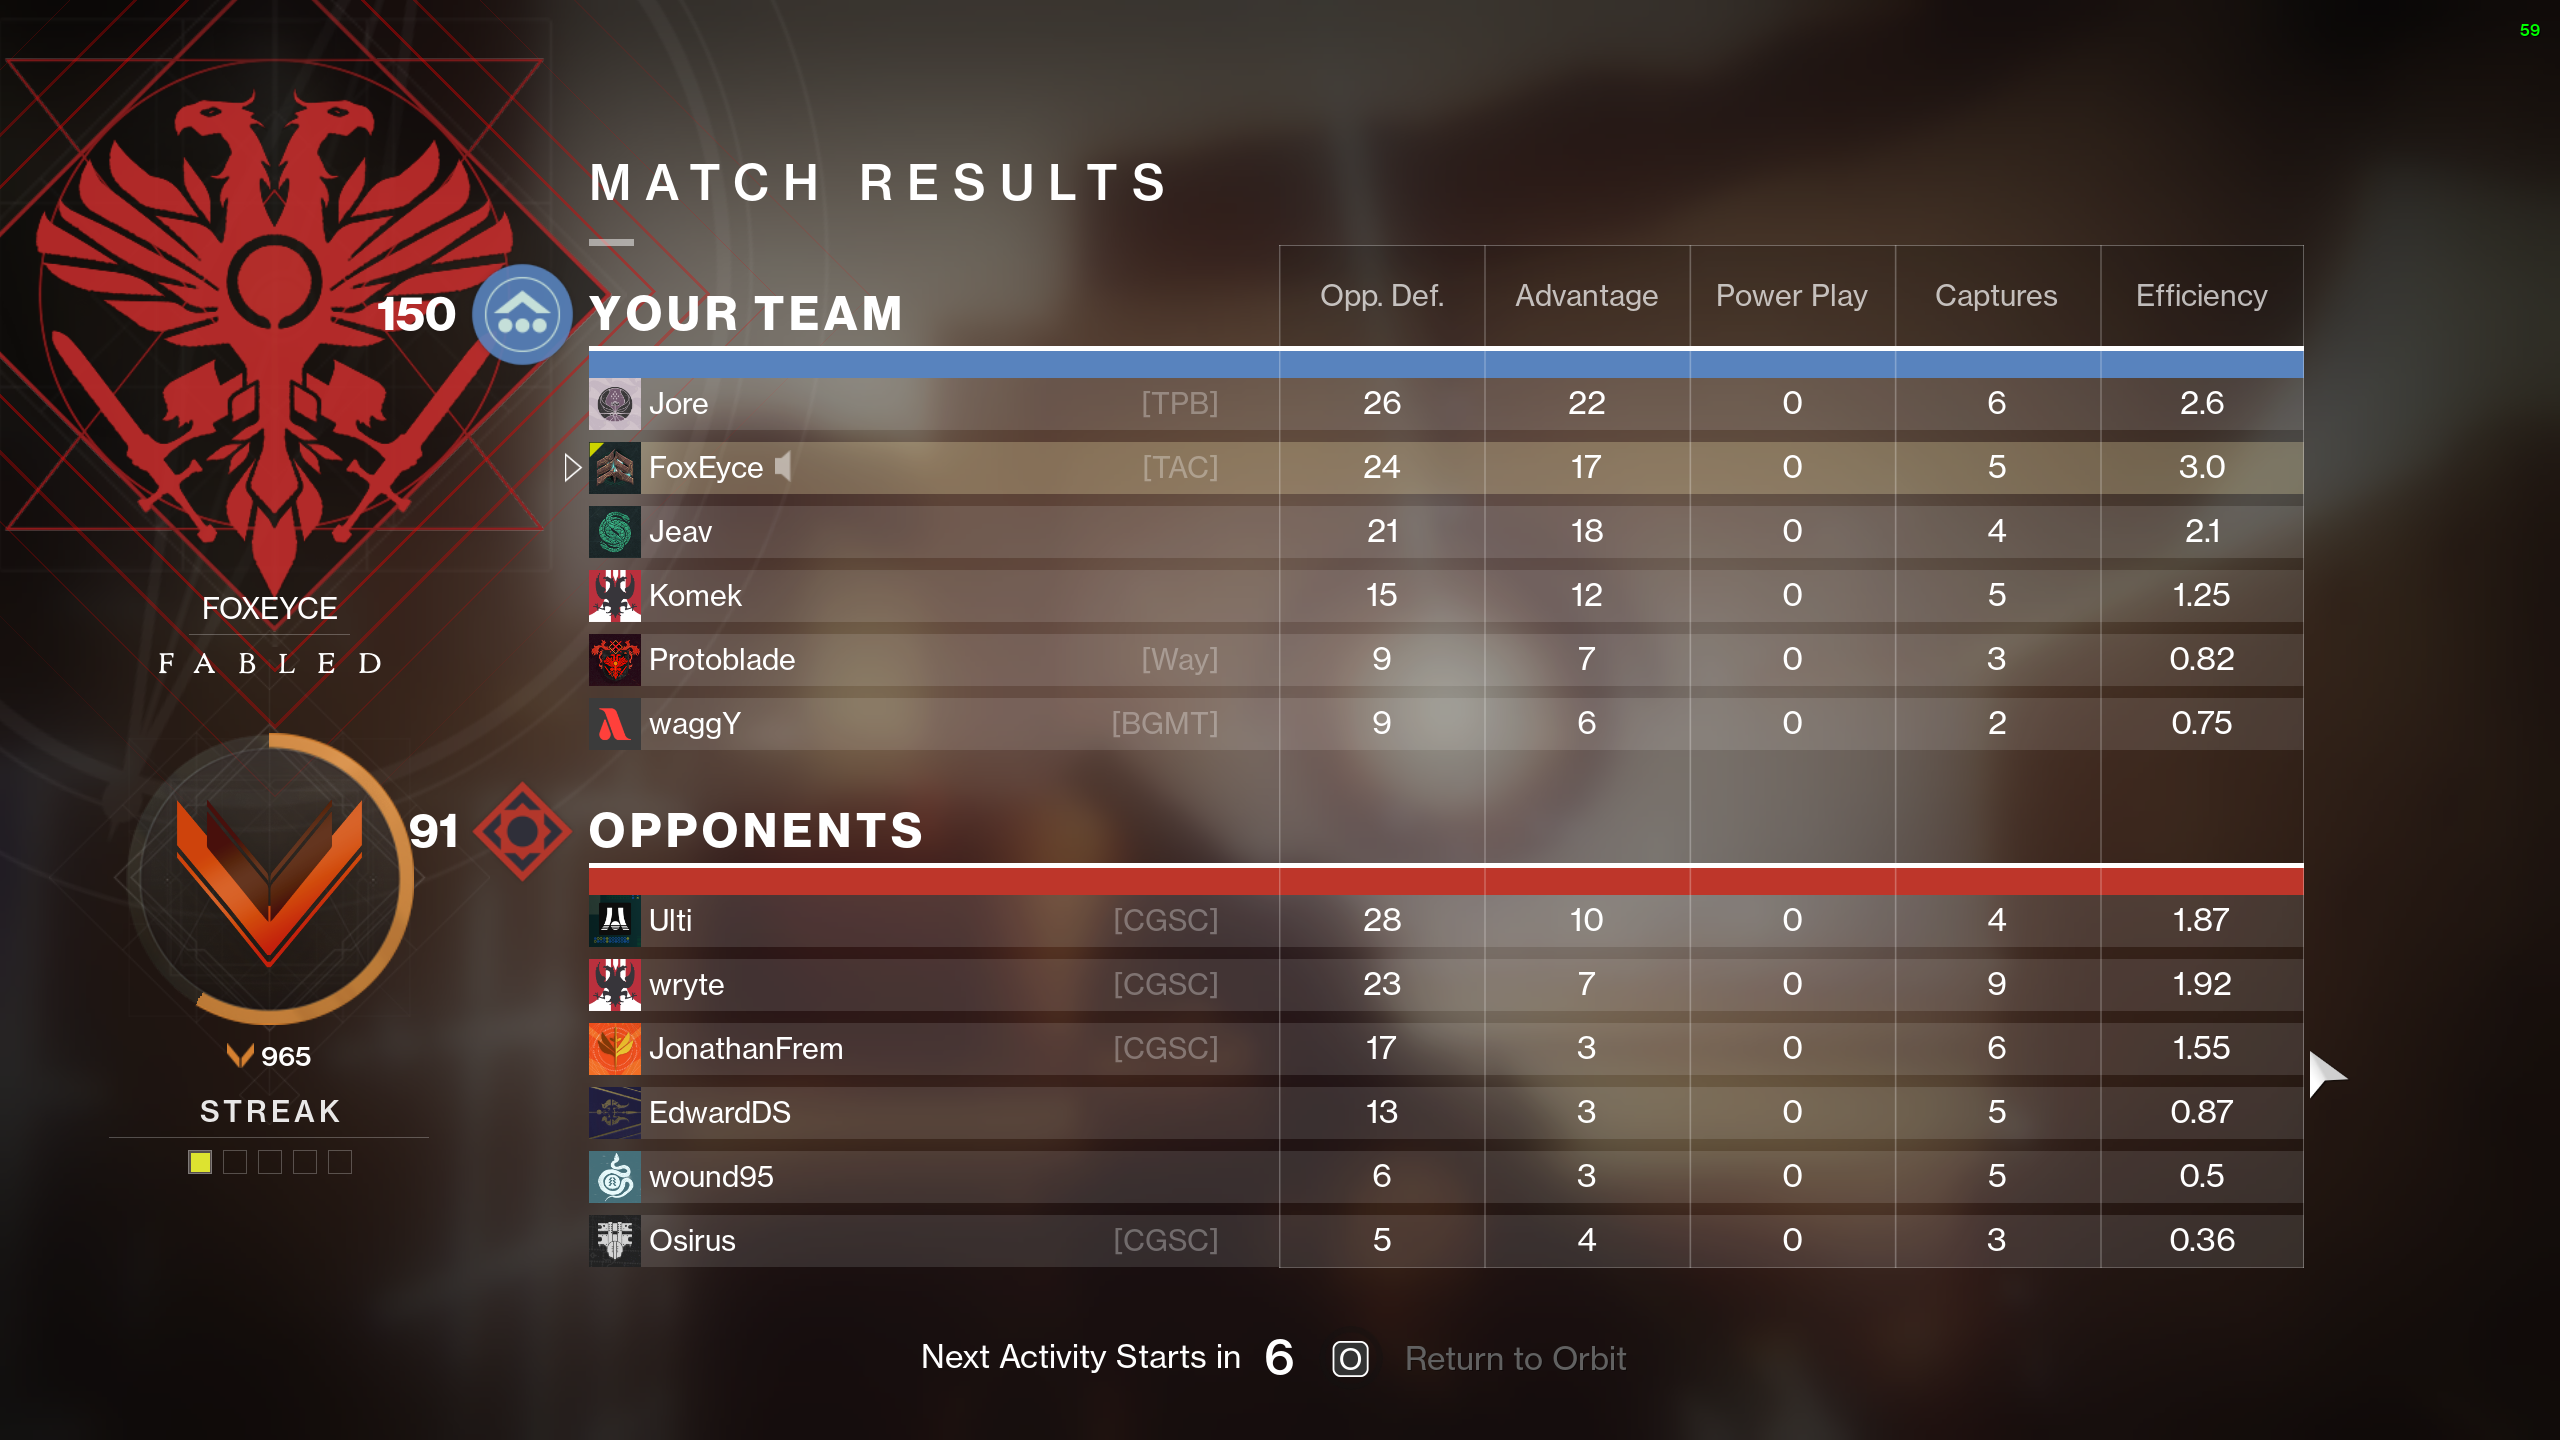 59
MATCH RESULTS
Opp. Def. Advantage Power Play Captures Efficiency
150 YOUR TEAM
Jore [TPB] 26 22 0 6 2.6
FoxEyce [TAC] 24 17 0 5 3.0
Jeav 21 18 0 4 2.1
Komek 15 12 0 5 1.25
Protoblade [Way] 9 7 0 3 0.82
waggY [BGMT] 9 6 0 2 0.75
FOXEYCE
FABLED
965
STREAK
91 OPPONENTS
Ulti [CGSC] 28 10 0 4 1.87
wryte [CGSC] 23 7 0 9 1.92
JonathanFrem [CGSC] 17 3 0 6 1.55
EdwardDS 13 3 0 5 0.87
wound95 6 3 0 5 0.5
Osirus [CGSC] 5 4 0 3 0.36
Next Activity Starts in 6 O Return to Orbit